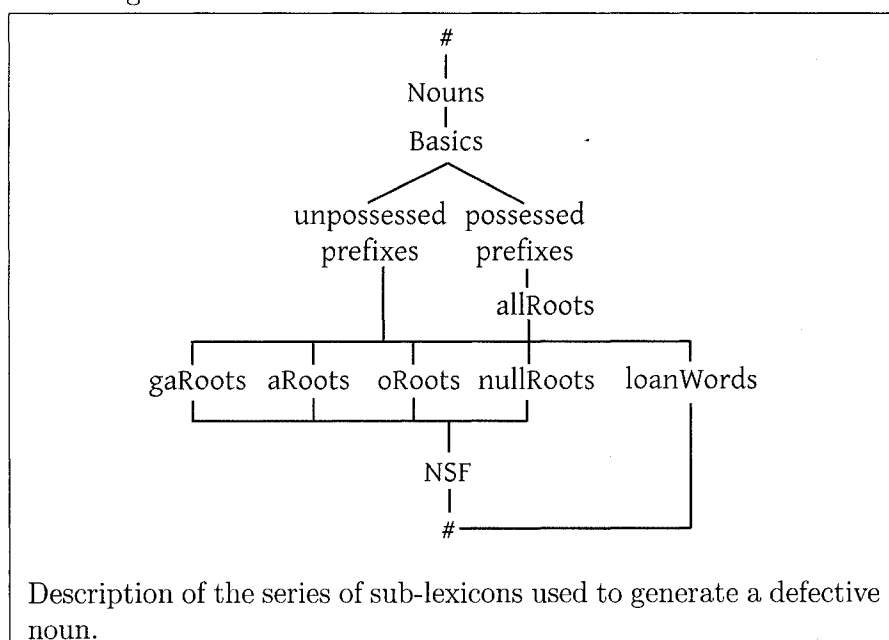 #
Nouns
Basics
unpossessed possessed
prefixes prefixes
allRoots
gaRoots aRoots oRoots nullRoots loanWords
NSF
#
Description of the series of sub-lexicons used to generate a defective
noun.